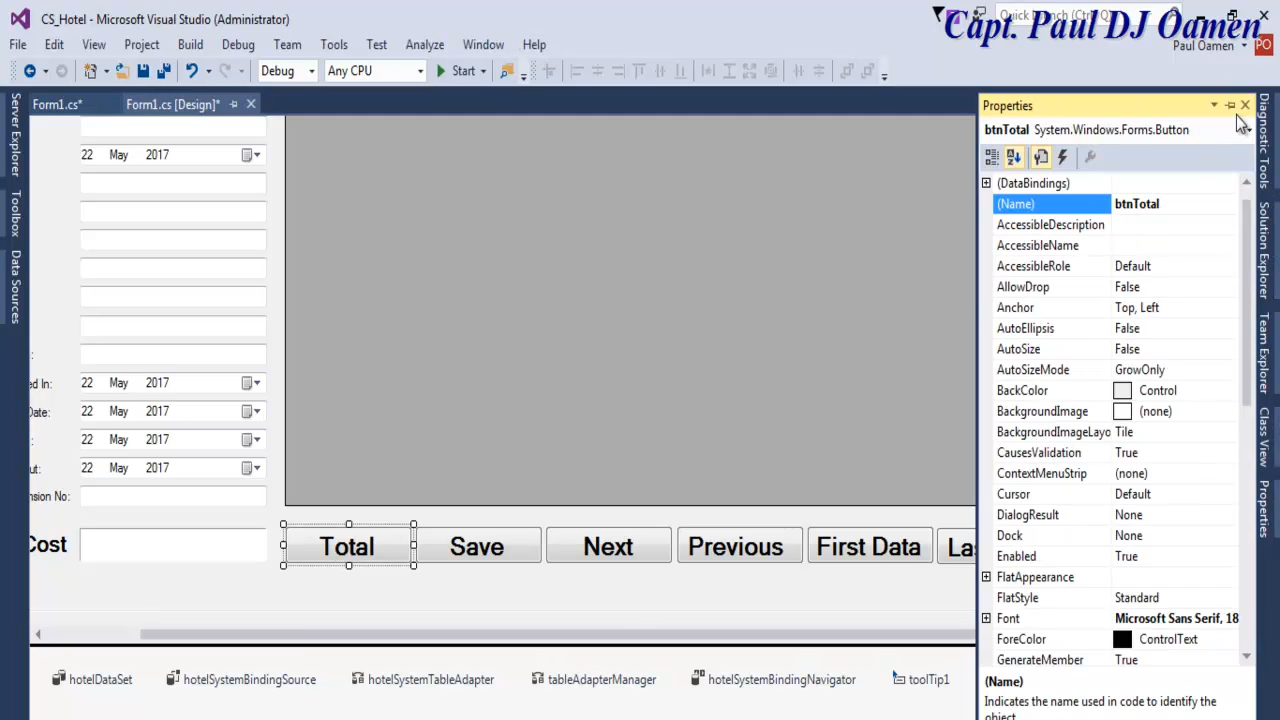 CS_Hotel - Microsoft Visual Studio (Administrator)
Quick Launch (Ctrl+Q)
Capt. Paul DJ Oamen
File Edit View Project Build Debug Team Tools Test Analyze Window Help
Paul Oamen PO
Debug Any CPU Start
Form1.cs* Form1.cs [Design]*
Server Explorer
Toolbox
Data Sources
22 May 2017
ed In: 22 May 2017
Date: 22 May 2017
: 22 May 2017
ut: 22 May 2017
nsion No:
Cost
Total Save Next Previous First Data La
hotelDataSet hotelSystemBindingSource hotelSystemTableAdapter tableAdapterManager hotelSystemBindingNavigator toolTip1
Properties
btnTotal System.Windows.Forms.Button
(DataBindings)
(Name) btnTotal
AccessibleDescription
AccessibleName
AccessibleRole Default
AllowDrop False
Anchor Top, Left
AutoEllipsis False
AutoSize False
AutoSizeMode GrowOnly
BackColor Control
BackgroundImage (none)
BackgroundImageLayo Tile
CausesValidation True
ContextMenuStrip (none)
Cursor Default
DialogResult None
Dock None
Enabled True
FlatAppearance
FlatStyle Standard
Font Microsoft Sans Serif, 18
ForeColor ControlText
GenerateMember True
(Name)
Indicates the name used in code to identify the
object.
Diagnostic Tools
Solution Explorer
Team Explorer
Class View
Properties